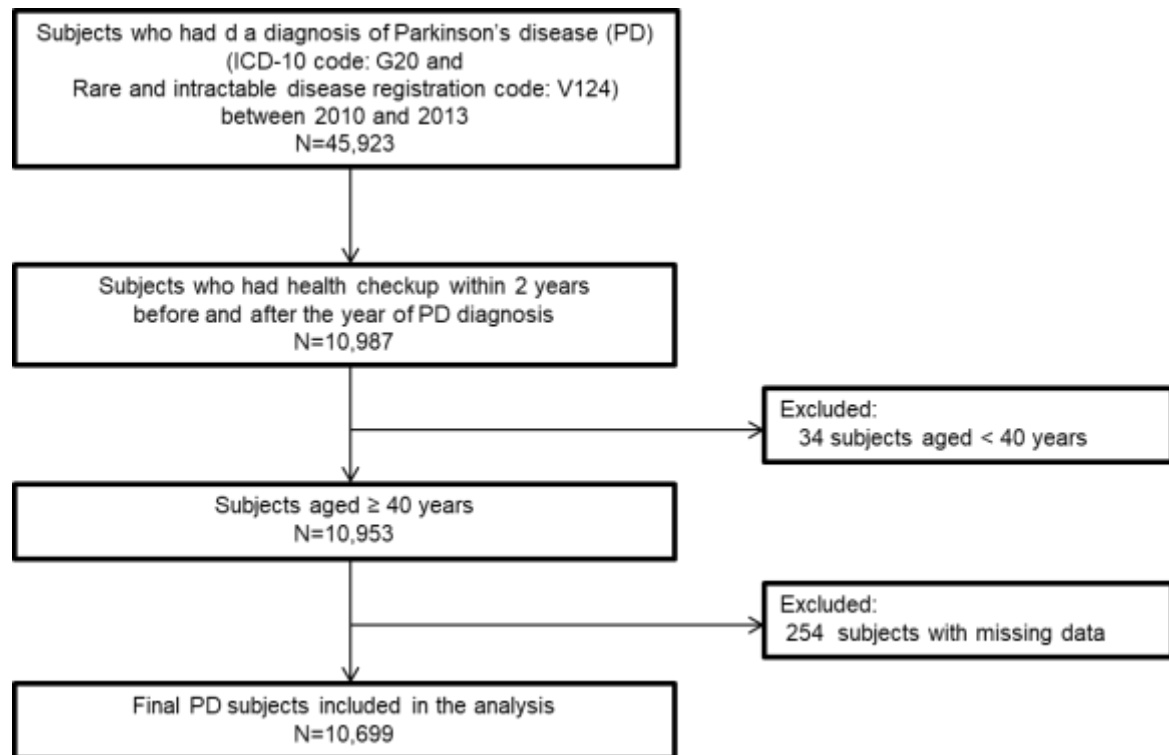 Subjects who had d a diagnosis of Parkinson's disease (PD)
(ICD-10 code: G20 and
Rare and intractable disease registration code: V124)
between 2010 and 2013
N=45,923
Subjects who had health checkup within 2 years
before and after the year of PD diagnosis
N=10,987
Excluded:
34 subjects aged < 40 years
Subjects aged ≥ 40 years
N=10,953
Excluded:
254 subjects with missing data
Final PD subjects included in the analysis
N=10,699